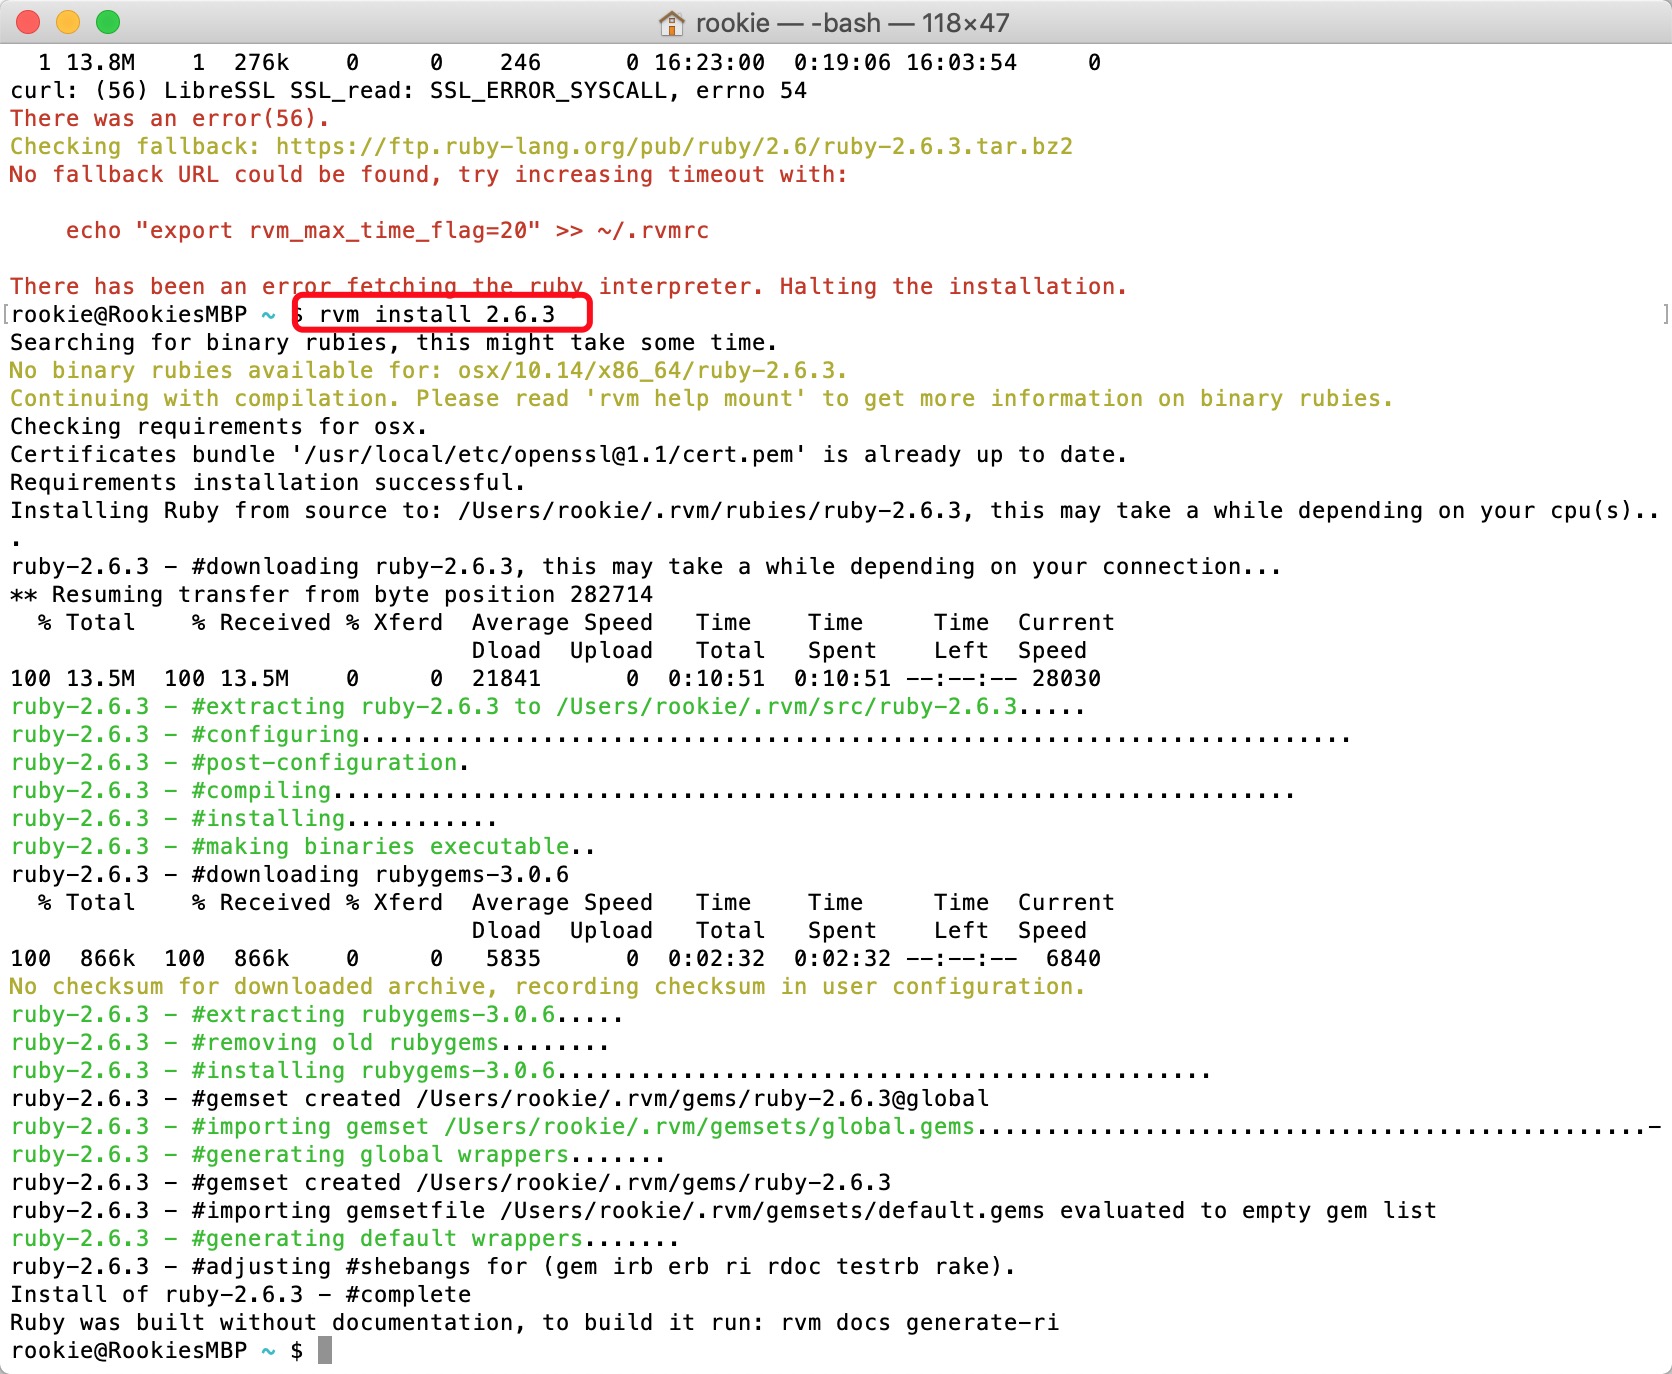 rookie — -bash — 118×47
1 13.8M    1  276k    0     0    246      0 16:23:00  0:19:06 16:03:54     0
curl: (56) LibreSSL SSL_read: SSL_ERROR_SYSCALL, errno 54
There was an error(56).
Checking fallback: https://ftp.ruby-lang.org/pub/ruby/2.6/ruby-2.6.3.tar.bz2
No fallback URL could be found, try increasing timeout with:
echo "export rvm_max_time_flag=20" >> ~/.rvmrc
There has been an error fetching the ruby interpreter. Halting the installation.
[rookie@RookiesMBP ~ $ rvm install 2.6.3 ]
Searching for binary rubies, this might take some time.
No binary rubies available for: osx/10.14/x86_64/ruby-2.6.3.
Continuing with compilation. Please read 'rvm help mount' to get more information on binary rubies.
Checking requirements for osx.
Certificates bundle '/usr/local/etc/openssl@1.1/cert.pem' is already up to date.
Requirements installation successful.
Installing Ruby from source to: /Users/rookie/.rvm/rubies/ruby-2.6.3, this may take a while depending on your cpu(s)..
.
ruby-2.6.3 - #downloading ruby-2.6.3, this may take a while depending on your connection...
** Resuming transfer from byte position 282714
% Total    % Received % Xferd  Average Speed   Time    Time     Time  Current
Dload  Upload   Total   Spent    Left  Speed
100 13.5M  100 13.5M    0     0  21841      0  0:10:51  0:10:51 --:--:-- 28030
ruby-2.6.3 - #extracting ruby-2.6.3 to /Users/rookie/.rvm/src/ruby-2.6.3.....
ruby-2.6.3 - #configuring.......................................................................
ruby-2.6.3 - #post-configuration.
ruby-2.6.3 - #compiling.....................................................................
ruby-2.6.3 - #installing...........
ruby-2.6.3 - #making binaries executable..
ruby-2.6.3 - #downloading rubygems-3.0.6
% Total    % Received % Xferd  Average Speed   Time    Time     Time  Current
Dload  Upload   Total   Spent    Left  Speed
100  866k  100  866k    0     0   5835      0  0:02:32  0:02:32 --:--:--  6840
No checksum for downloaded archive, recording checksum in user configuration.
ruby-2.6.3 - #extracting rubygems-3.0.6.....
ruby-2.6.3 - #removing old rubygems........
ruby-2.6.3 - #installing rubygems-3.0.6...............................................
ruby-2.6.3 - #gemset created /Users/rookie/.rvm/gems/ruby-2.6.3@global
ruby-2.6.3 - #importing gemset /Users/rookie/.rvm/gemsets/global.gems................................................-
ruby-2.6.3 - #generating global wrappers.......
ruby-2.6.3 - #gemset created /Users/rookie/.rvm/gems/ruby-2.6.3
ruby-2.6.3 - #importing gemsetfile /Users/rookie/.rvm/gemsets/default.gems evaluated to empty gem list
ruby-2.6.3 - #generating default wrappers.......
ruby-2.6.3 - #adjusting #shebangs for (gem irb erb ri rdoc testrb rake).
Install of ruby-2.6.3 - #complete
Ruby was built without documentation, to build it run: rvm docs generate-ri
rookie@RookiesMBP ~ $